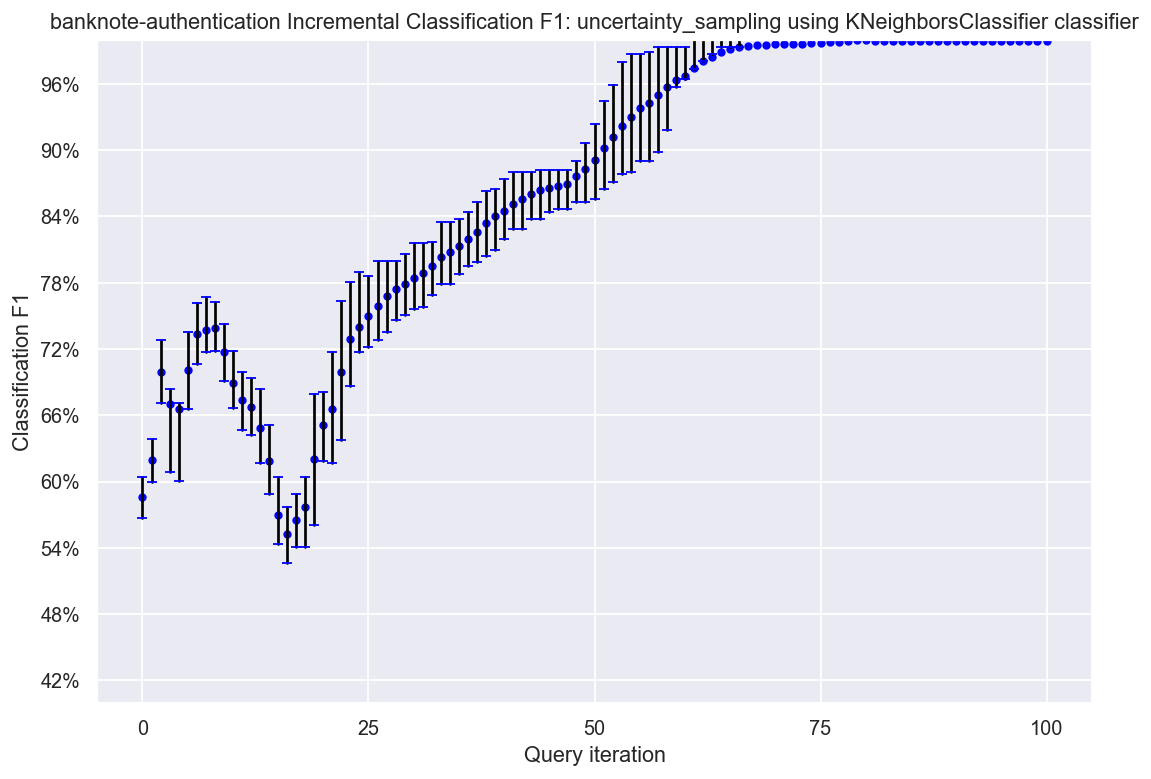 banknote-authentication Incremental Classification F1: uncertainty_sampling using KNeighborsClassifier classifier
Classification F1
96%
90%
84%
78%
72%
66%
60%
54%
48%
42%
0 25 50 75 100
Query iteration